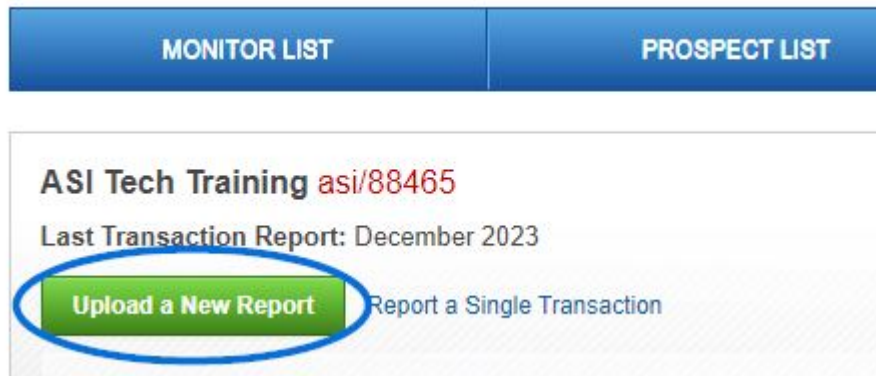 MONITOR LIST PROSPECT LIST
ASI Tech Training asi/88465
Last Transaction Report: December 2023
Upload a New Report Report a Single Transaction